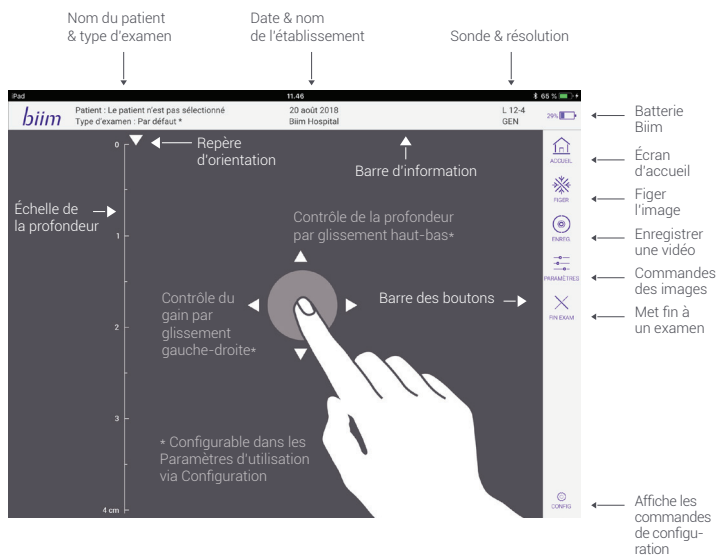 Nom du patient
& type d'examen
Date & nom
de l'établissement
Sonde & résolution
iPad
11.46
65 %
biim
Patient : Le patient n'est pas sélectionné
Type d'examen : Par défaut *
20 août 2018
Biim Hospital
L 12-4
GEN
29%
Batterie
Biim
0
Repère
d'orientation
Barre d'information
ACCUEIL
Écran
d'accueil
FIGER
Figer
l'image
Échelle de
la profondeur
1
Contrôle de la profondeur
par glissement haut-bas*
ENREG.
Enregistrer
une vidéo
PARAMÈTRES
Commandes
des images
Contrôle du
gain par
glissement
gauche-droite*
Barre des boutons
FIN EXAM
Met fin à
un examen
2
3
* Configurable dans les
Paramètres d'utilisation
via Configuration
4 cm
CONFIG
Affiche les
commandes
de configu-
ration